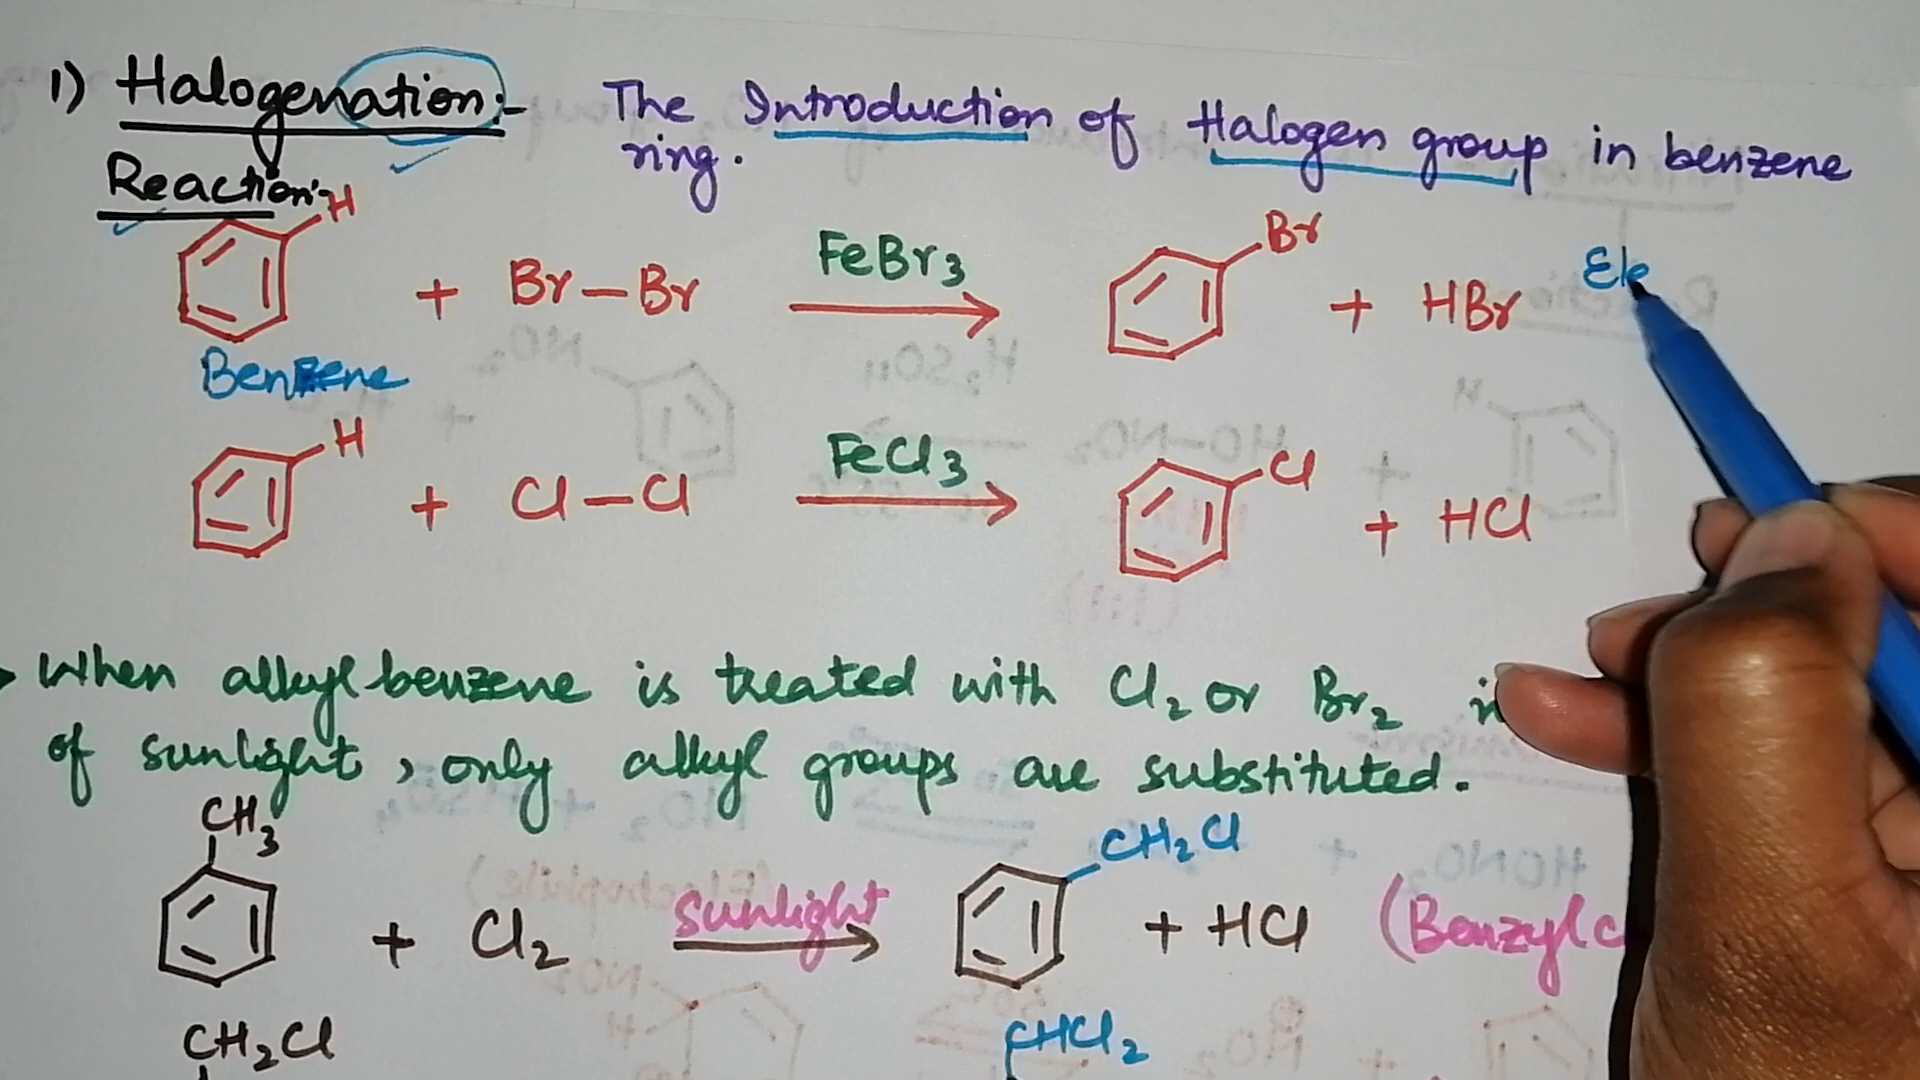 1) Halogenation:- The Introduction of Halogen group in benzene
Reaction:- ring.
H
+ Br—Br FeBr3 Br + HBr Ele
Benzene
H
+ Cl—Cl FeCl3 Cl + HCl
When alkyl benzene is treated with Cl2 or Br2
of sunlight, only alkyl groups are substituted.
CH3 CH2Cl
+ Cl2 sunlight + HCl (Benzyl c
CH2Cl CHCl2